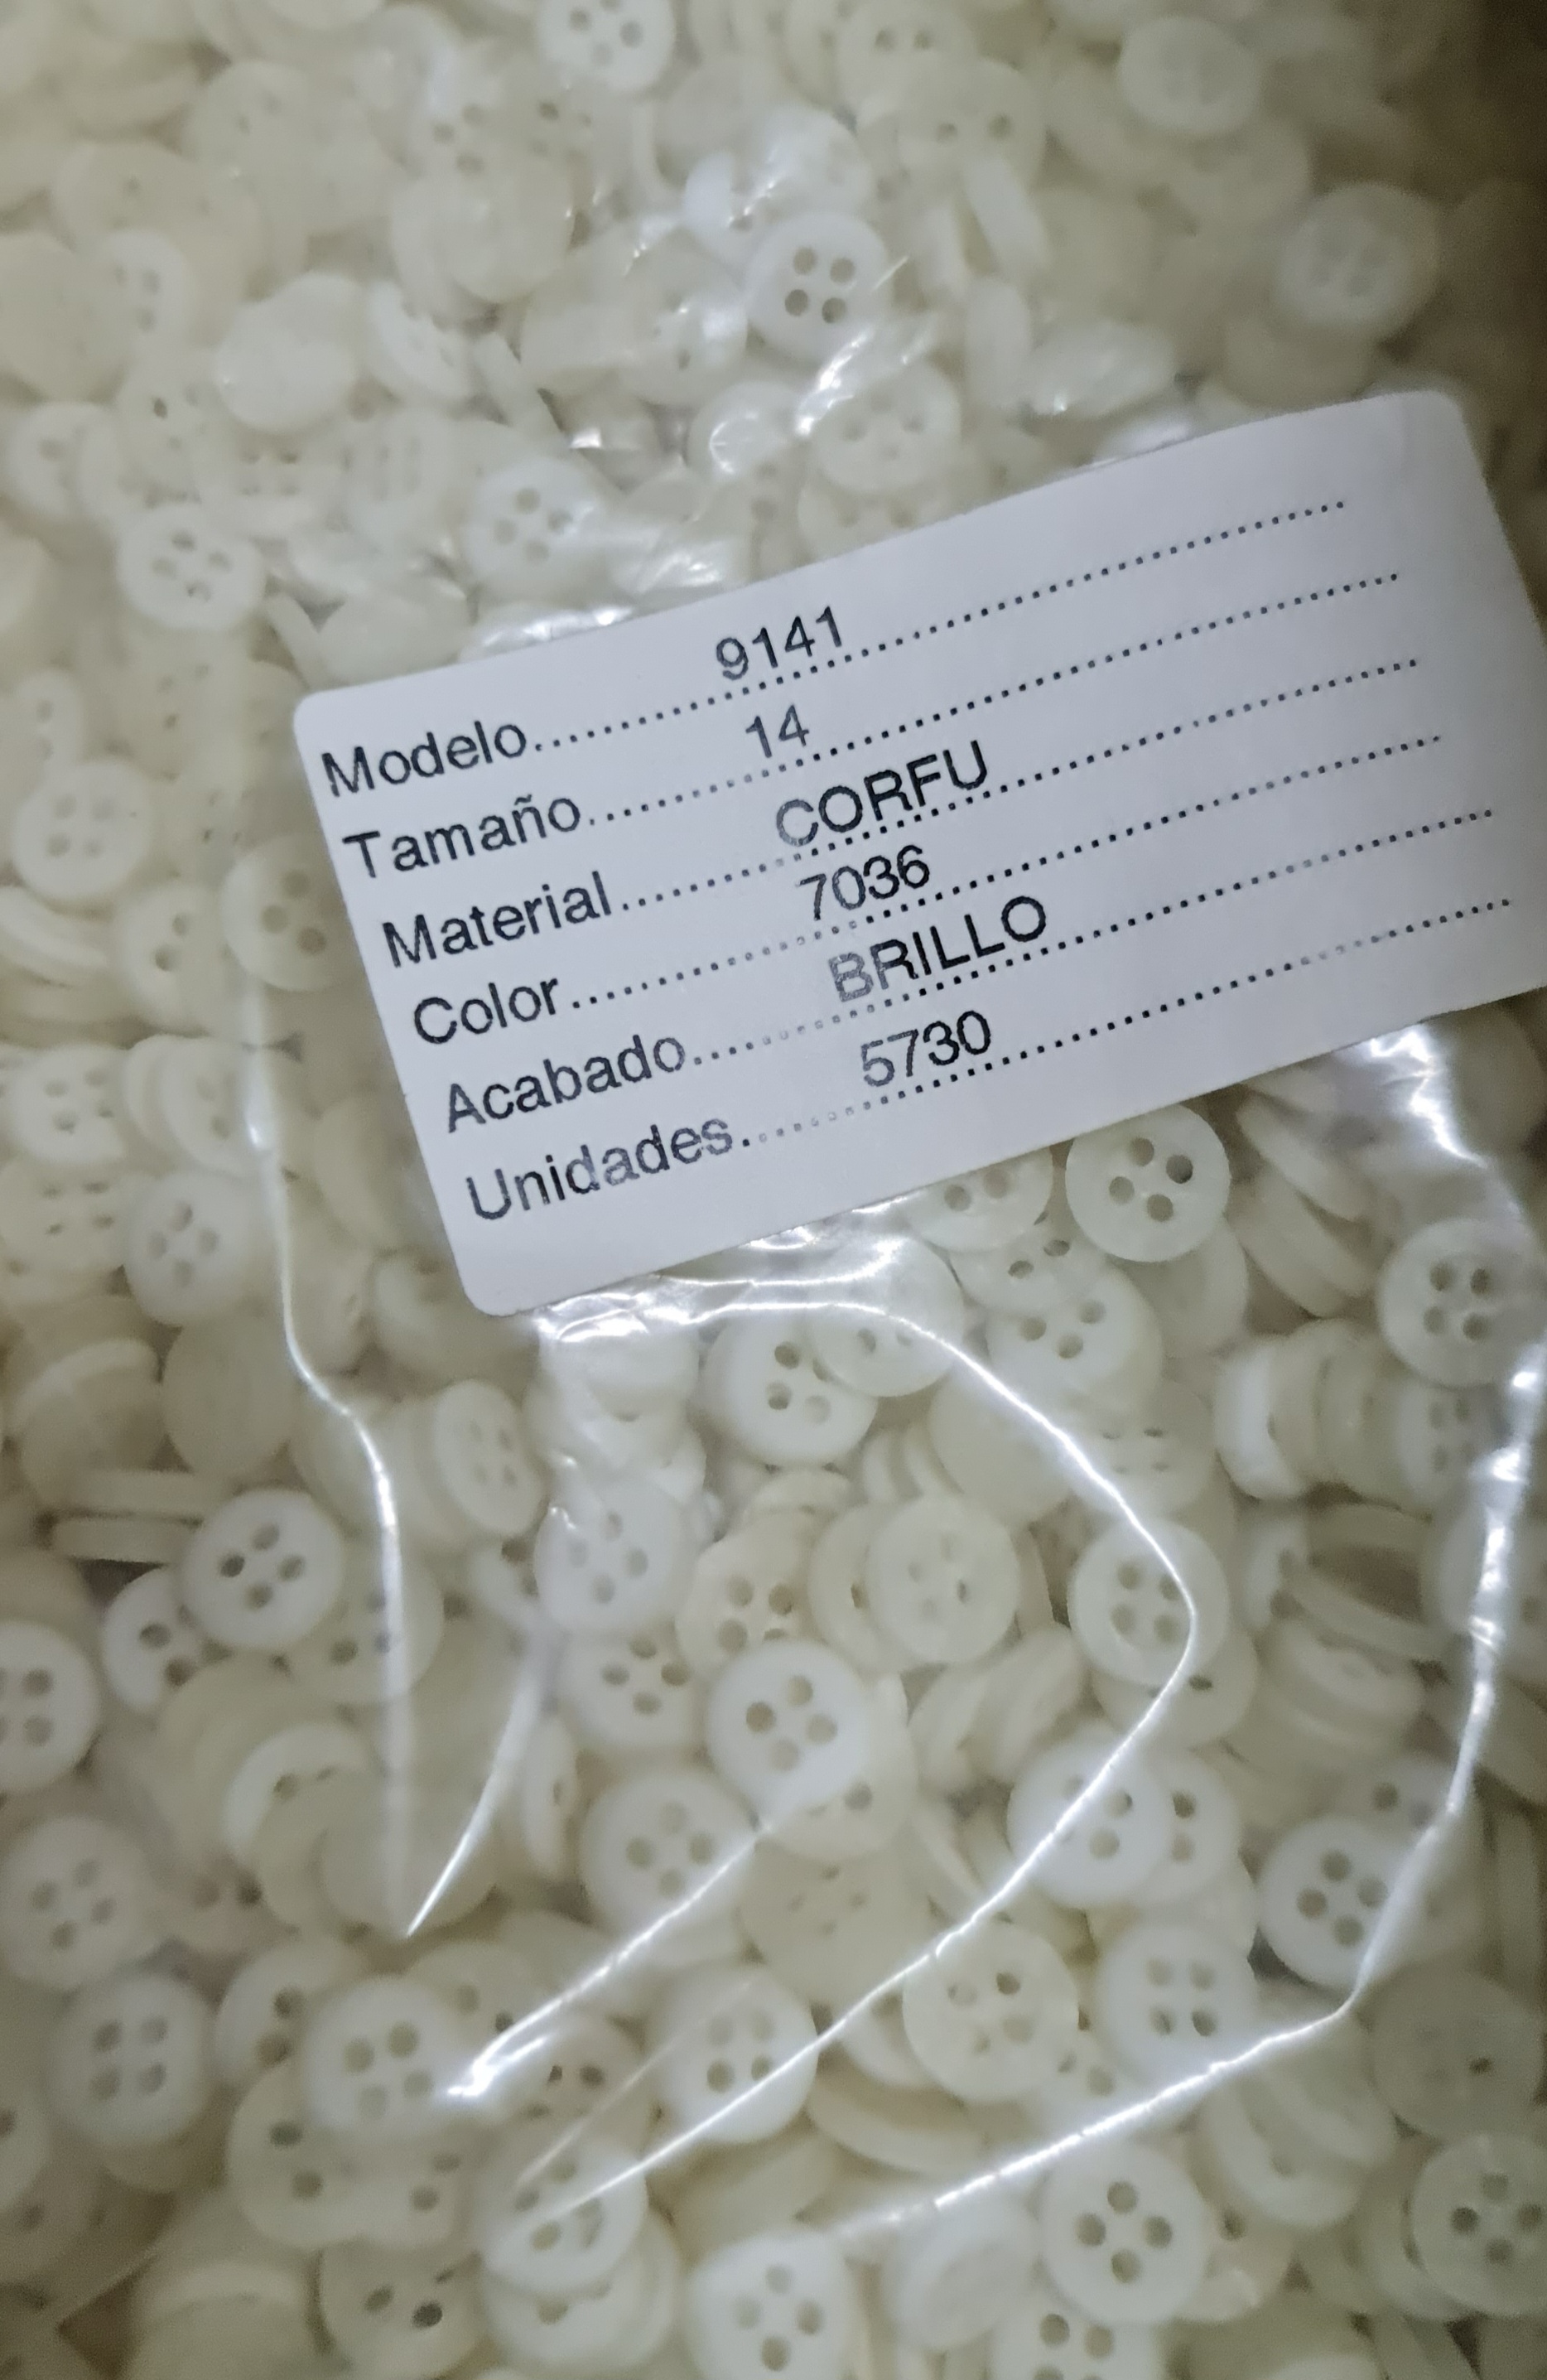 Modelo.......... 9141
Tamaño.......... 14
Material.......... CORFU
Color.......... 7036
Acabado.......... BRILLO
Unidades.......... 5730